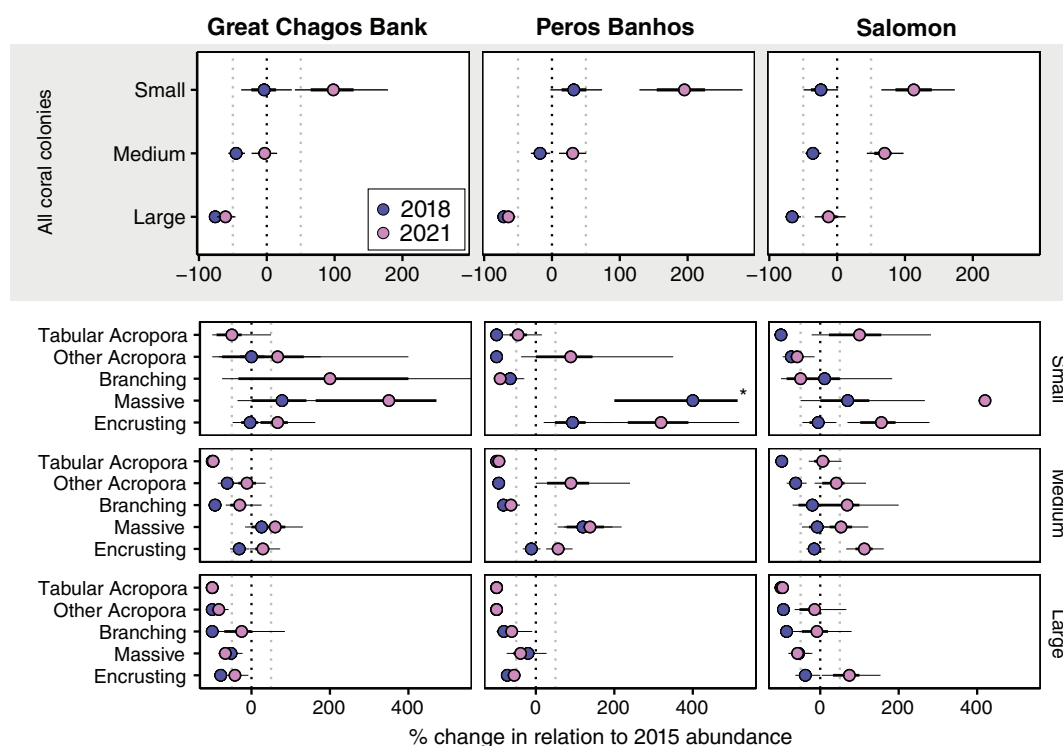 Great Chagos Bank Peros Banhos Salomon
All coral colonies
Small
Medium
Large
2018
2021
−100 0 100 200 −100 0 100 200 −100 0 100 200
Tabular Acropora
Other Acropora
Branching
Massive *
Encrusting
Small
Tabular Acropora
Other Acropora
Branching
Massive
Encrusting
Medium
Tabular Acropora
Other Acropora
Branching
Massive
Encrusting
Large
0 200 400 0 200 400 0 200 400
% change in relation to 2015 abundance